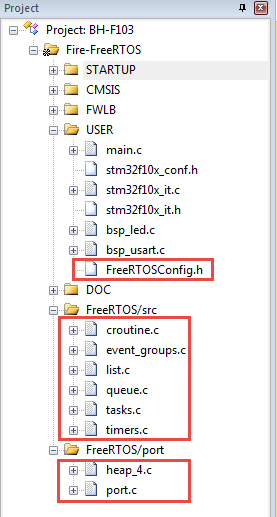 Project
Project: BH-F103
Fire-FreeRTOS
STARTUP
CMSIS
FWLB
USER
main.c
stm32f10x_conf.h
stm32f10x_it.c
stm32f10x_it.h
bsp_led.c
bsp_usart.c
FreeRTOSConfig.h
DOC
FreeRTOS/src
croutine.c
event_groups.c
list.c
queue.c
tasks.c
timers.c
FreeRTOS/port
heap_4.c
port.c